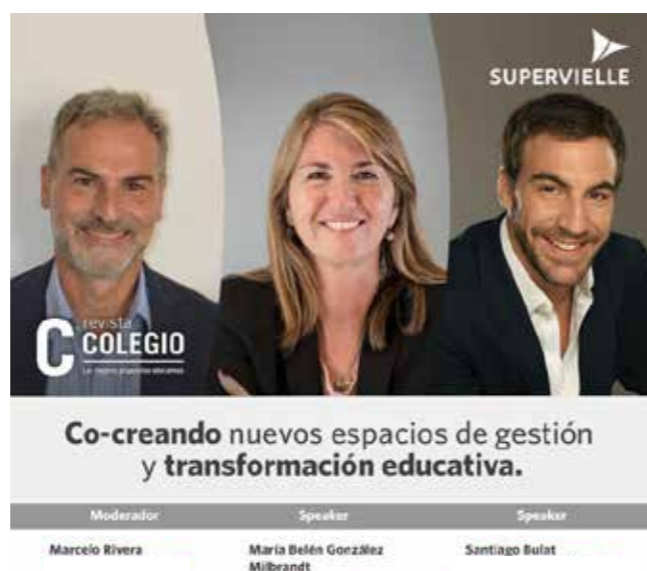 SUPERVIELLE
revista
COLEGIO
Co-creando nuevos espacios de gestión
y transformación educativa.
Moderador
Speaker
Speaker
Marcelo Rivera
María Belén González
Milbrandt
Santiago Bulat